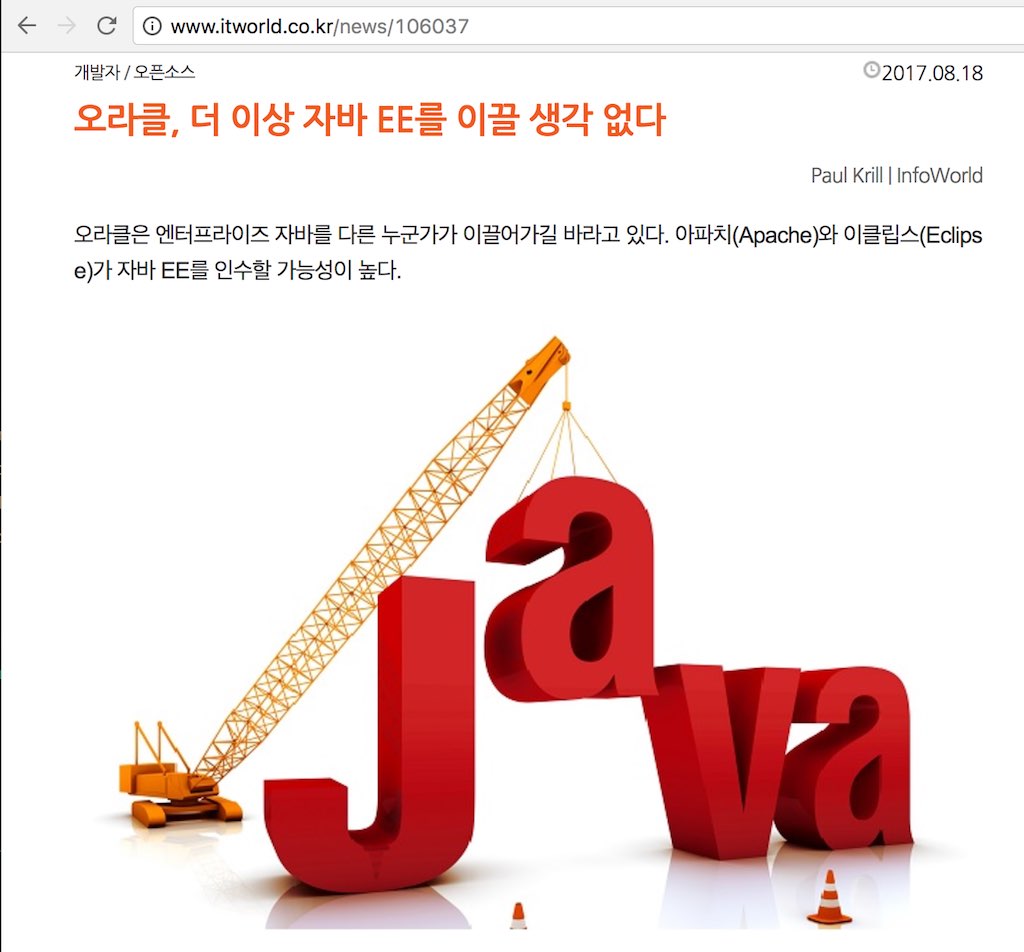 www.itworld.co.kr/news/106037
개발자 / 오픈소스
2017.08.18
오라클, 더 이상 자바 EE를 이끌 생각 없다
Paul Krill | InfoWorld
오라클은 엔터프라이즈 자바를 다른 누군가가 이끌어가길 바라고 있다. 아파치(Apache)와 이클립스(Eclips
e)가 자바 EE를 인수할 가능성이 높다.
Java